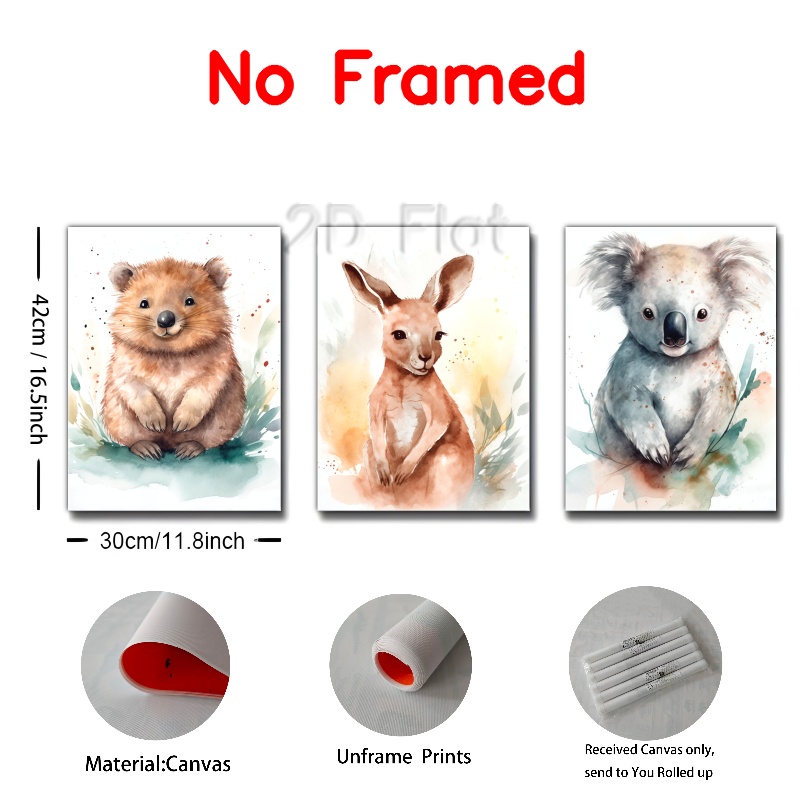 No Framed
2D Flat
42cm / 16.5inch
30cm/11.8inch
Material:Canvas
Unframe Prints
Received Canvas only,
send to You Rolled up